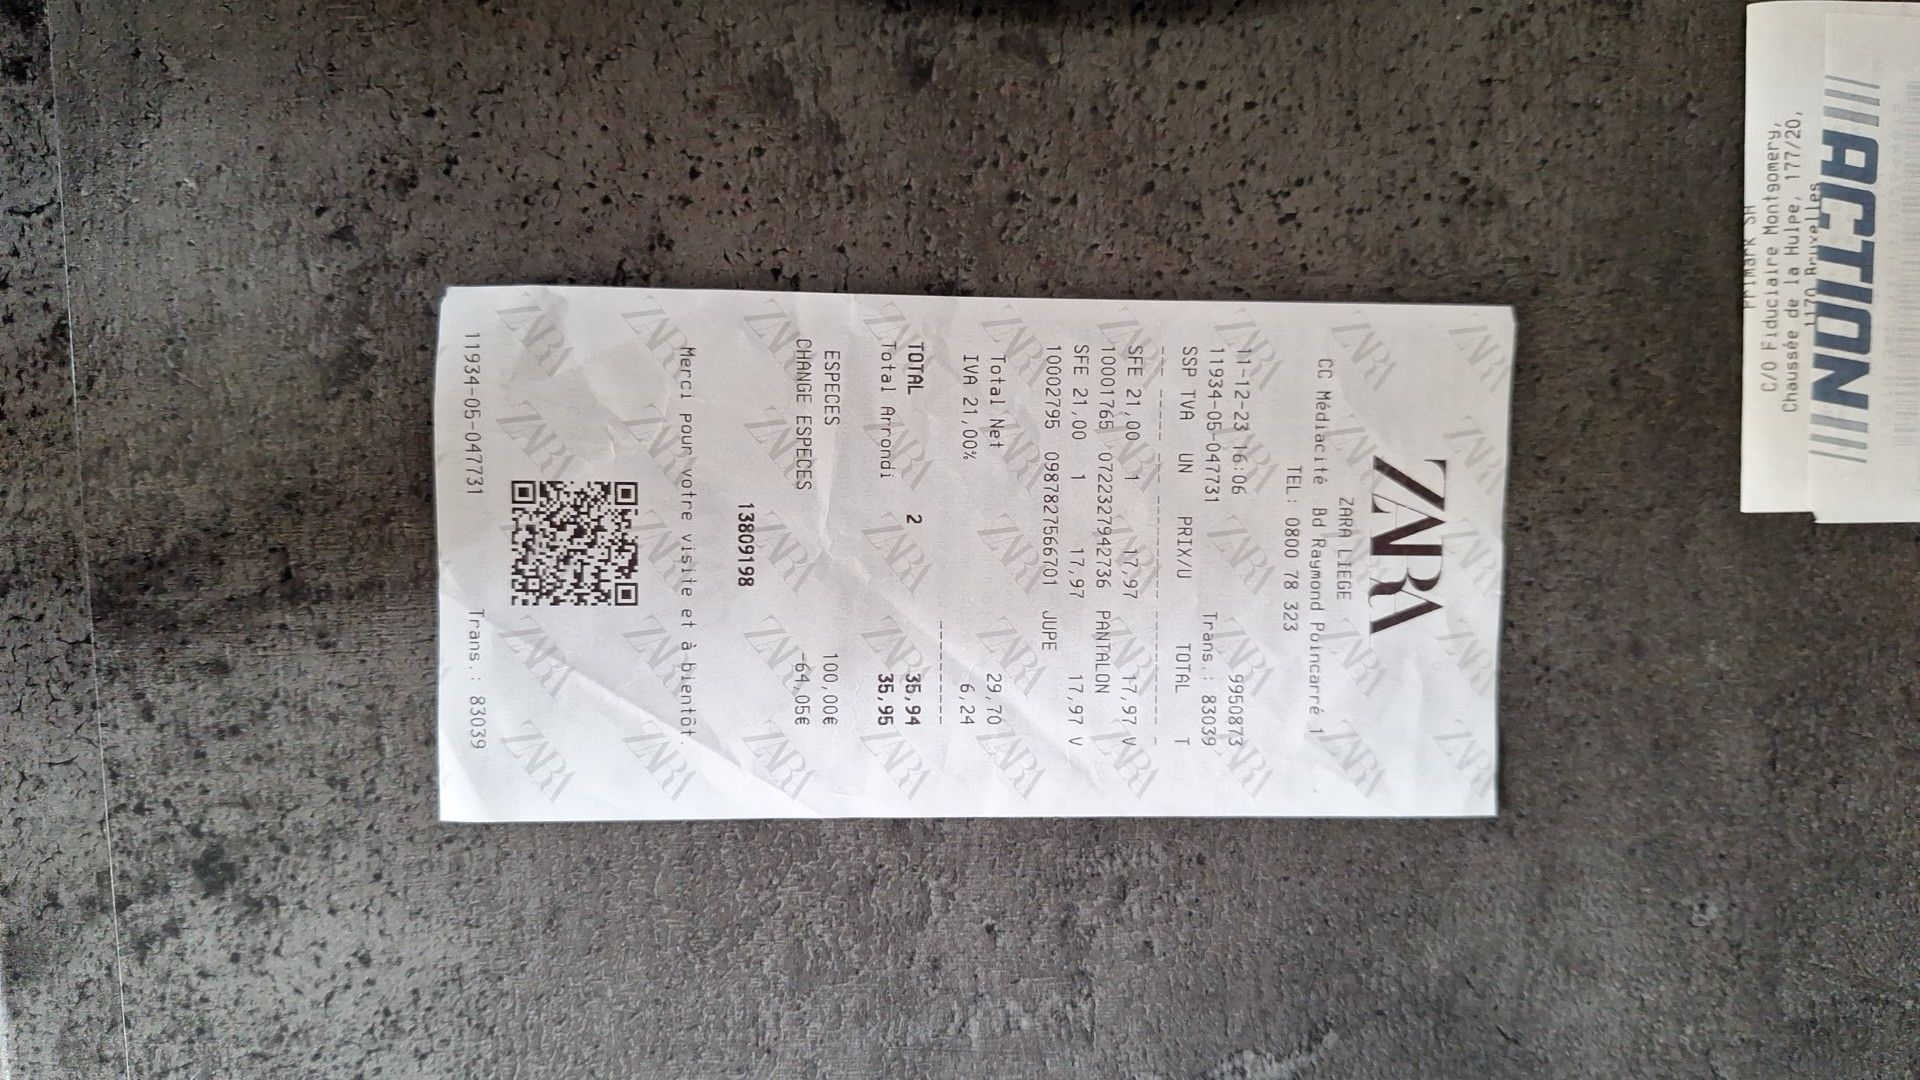 ZARA
ZARA LIEGE
CC Médiacité Bd Raymond Poincarré 1
TEL: 0800 78 323
11-12-23 16:06 9950873
11934-05-047731 Trans.: 83039
SSP TVA UN PRIX/U TOTAL T
SFE 21,00 1 17,97 17,97 V
10001765 0722327942736 PANTALON
SFE 21,00 1 17,97 17,97 V
10002795 0987827566701 JUPE
Total Net 29,70
IVA 21,00% 6,24
TOTAL 2 35,94
Total Arrondi 35,95
ESPECES 100,00€
CHANGE ESPECES -64,05€
13809198
Merci pour votre visite et à bientôt.
11934-05-047731 Trans.: 83039
ACTION
Primark SA
C/O Fiduciaire Montgomery,
Chaussée de la Hulpe, 177/20,
1170 Bruxelles